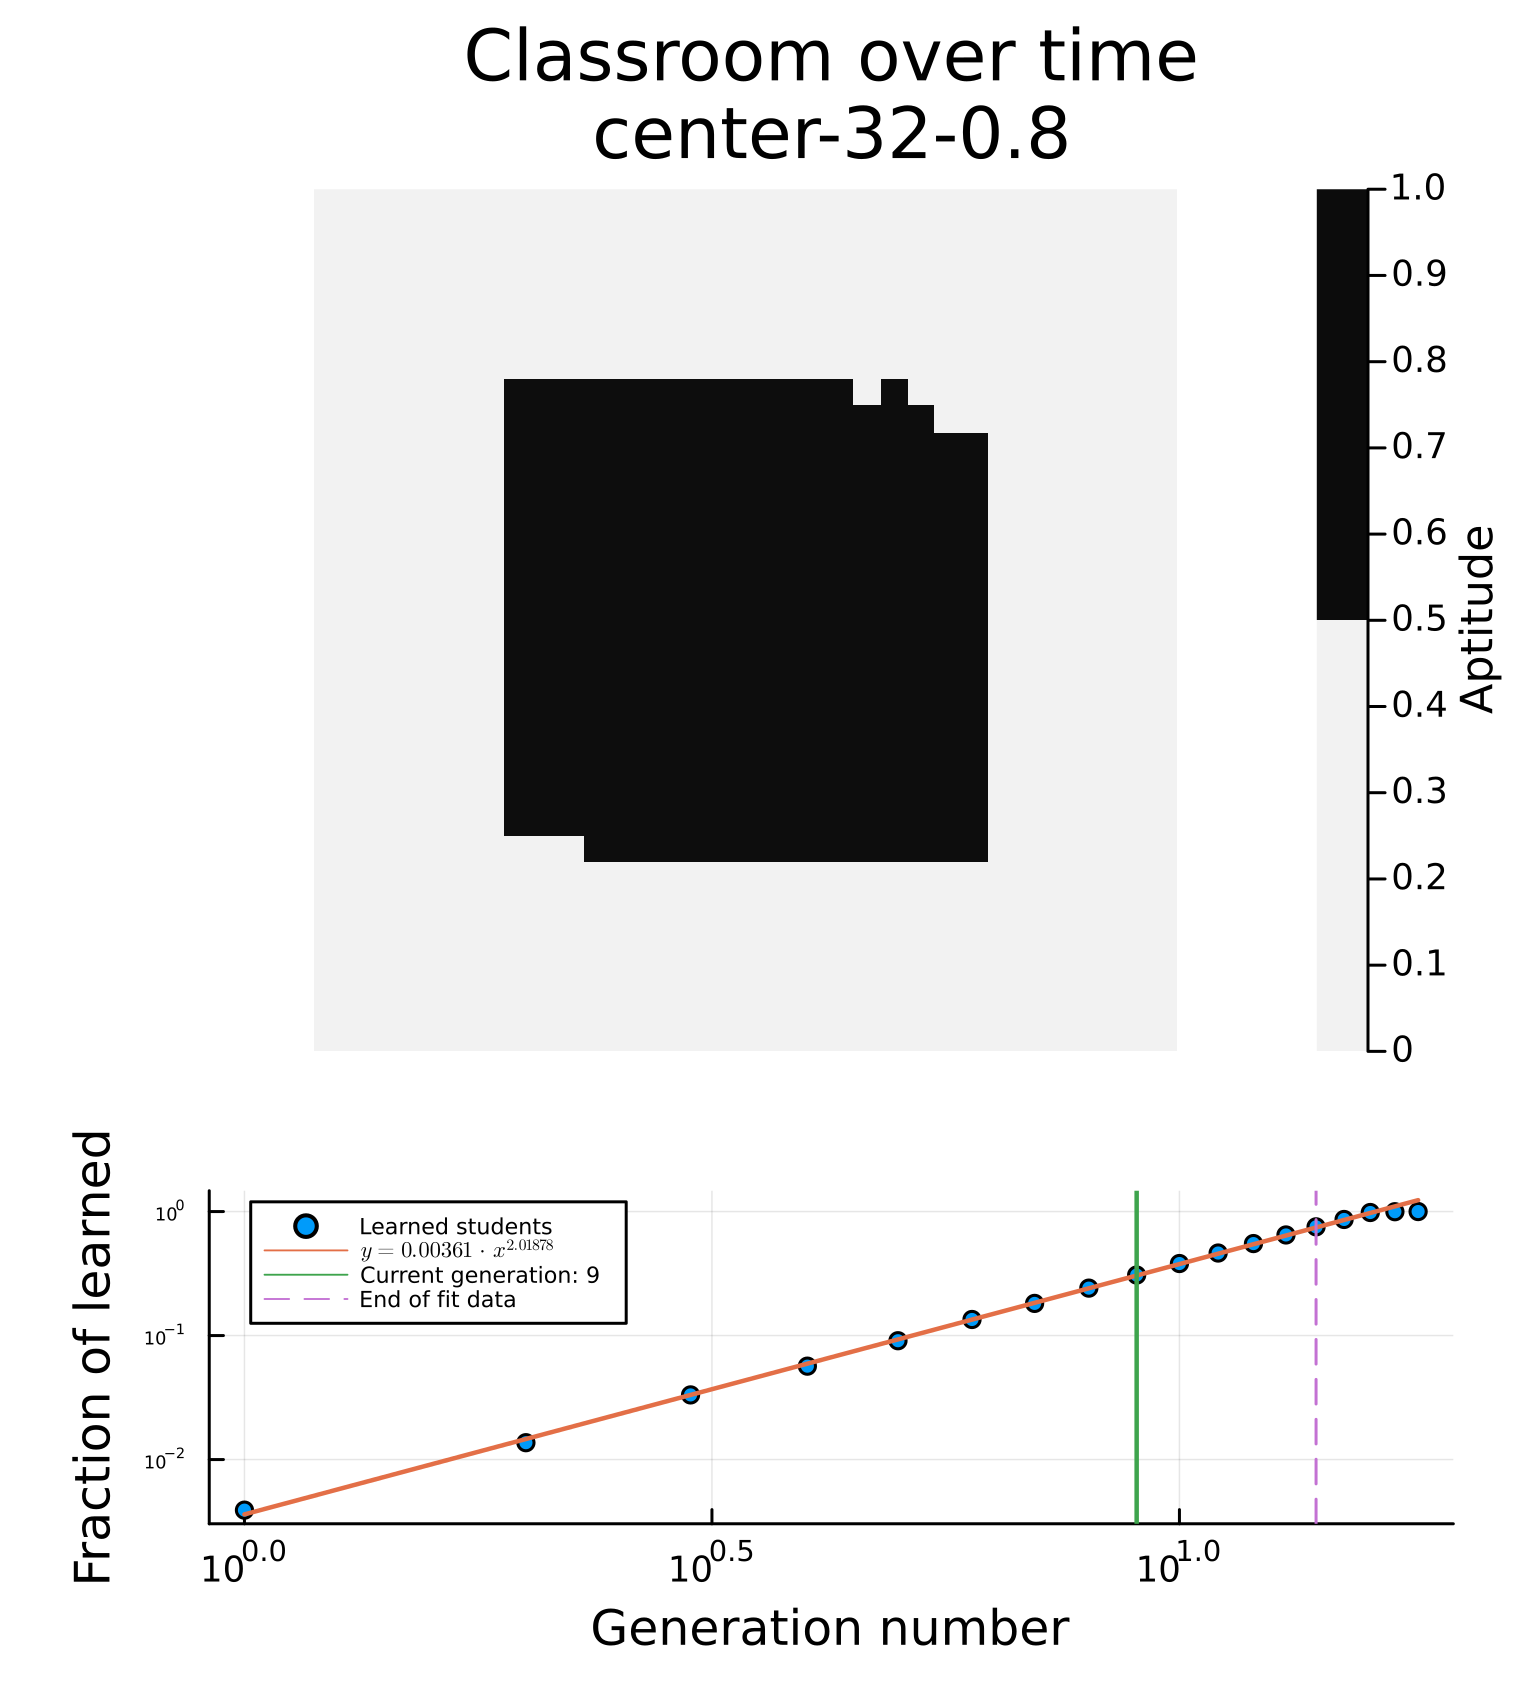 Classroom over time
center-32-0.8
1.0
0.9
0.8
0.7
0.6
0.5
0.4
0.3
0.2
0.1
0
Aptitude
Fraction of learned
10⁰
10⁻¹
10⁻²
Learned students
y = 0.00361 · x^2.01878
Current generation: 9
End of fit data
10^0.0
10^0.5
10^1.0
Generation number